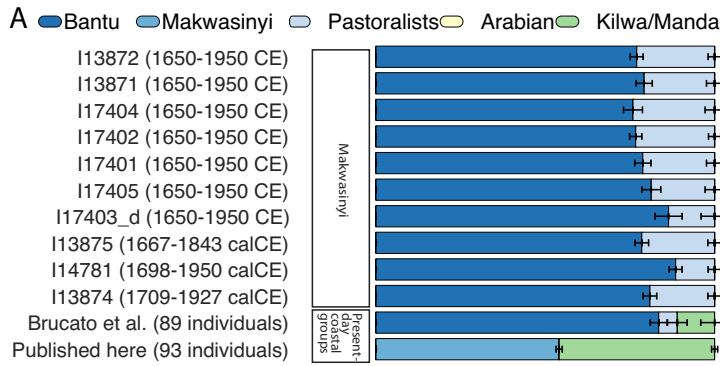 A Bantu Makwasinyi Pastoralists Arabian Kilwa/Manda
I13872 (1650-1950 CE)
I13871 (1650-1950 CE)
I17404 (1650-1950 CE)
I17402 (1650-1950 CE)
I17401 (1650-1950 CE)
I17405 (1650-1950 CE)
I17403_d (1650-1950 CE)
I13875 (1667-1843 calCE)
I14781 (1698-1950 calCE)
I13874 (1709-1927 calCE)
Brucato et al. (89 individuals)
Published here (93 individuals)
Makwasinyi
Present-
day
coastal
groups